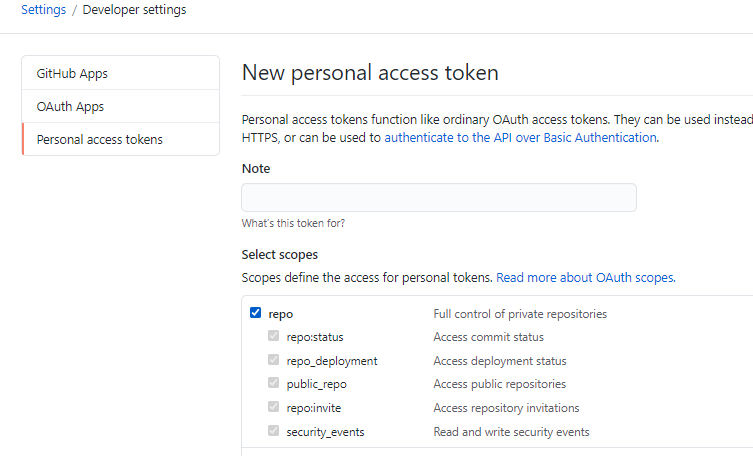 Settings / Developer settings
GitHub Apps
OAuth Apps
Personal access tokens
New personal access token
Personal access tokens function like ordinary OAuth access tokens. They can be used instead
HTTPS, or can be used to authenticate to the API over Basic Authentication.
Note
What's this token for?
Select scopes
Scopes define the access for personal tokens. Read more about OAuth scopes.
repo Full control of private repositories
repo:status Access commit status
repo_deployment Access deployment status
public_repo Access public repositories
repo:invite Access repository invitations
security_events Read and write security events